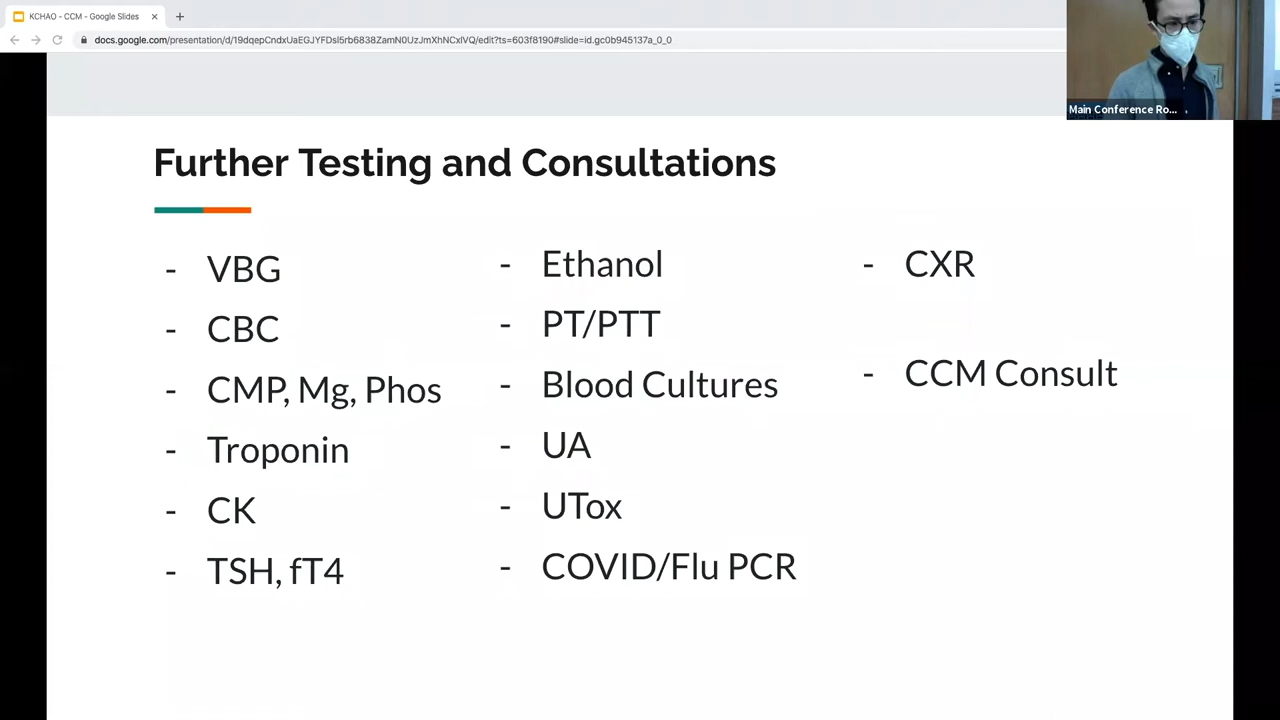 KCHAO - CCM - Google Slides
docs.google.com/presentation/d/19dqepCndxUaEGJYFDsl5rb6838ZamN0UzJmXhNCxlVQ/edit?ts=603f8190#slide=id.gc0b945137a_0_0
Main Conference Ro...
Further Testing and Consultations
- VBG
- CBC
- CMP, Mg, Phos
- Troponin
- CK
- TSH, fT4
- Ethanol
- PT/PTT
- Blood Cultures
- UA
- UTox
- COVID/Flu PCR
- CXR
- CCM Consult